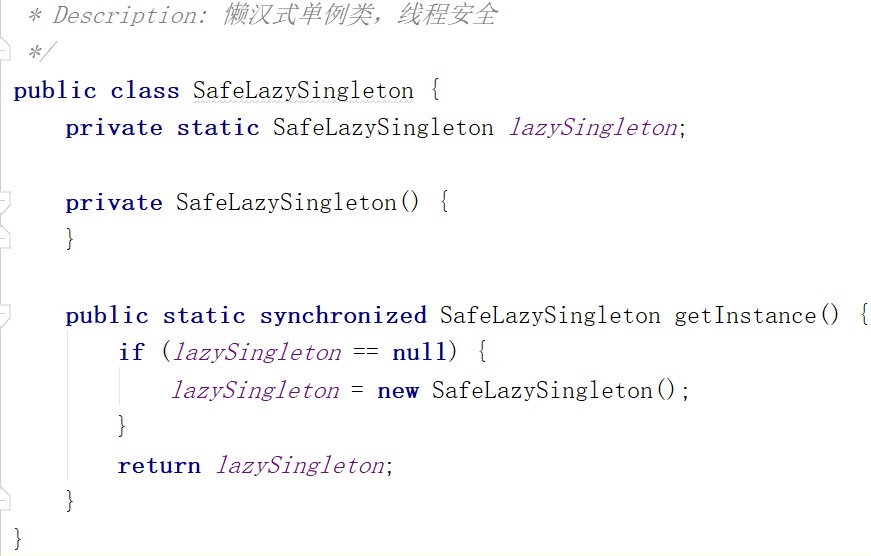 * Description: 懒汉式单例类，线程安全
*/
public class SafeLazySingleton {
    private static SafeLazySingleton lazySingleton;
    private SafeLazySingleton() {
    }
    public static synchronized SafeLazySingleton getInstance() {
        if (lazySingleton == null) {
            lazySingleton = new SafeLazySingleton();
        }
        return lazySingleton;
    }
}